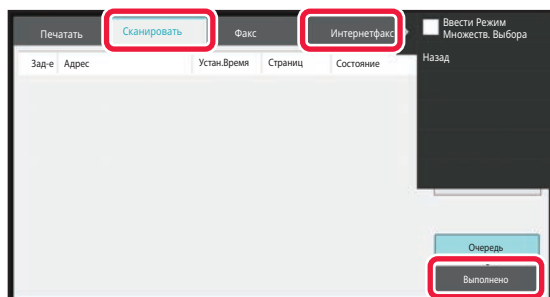 Печатать
Сканировать
Факс
Интернетфакс
Ввести Режим
Множеств. Выбора
Назад
Зад-е
Адрес
Устан.Время
Страниц
Состояние
Очередь
Выполнено